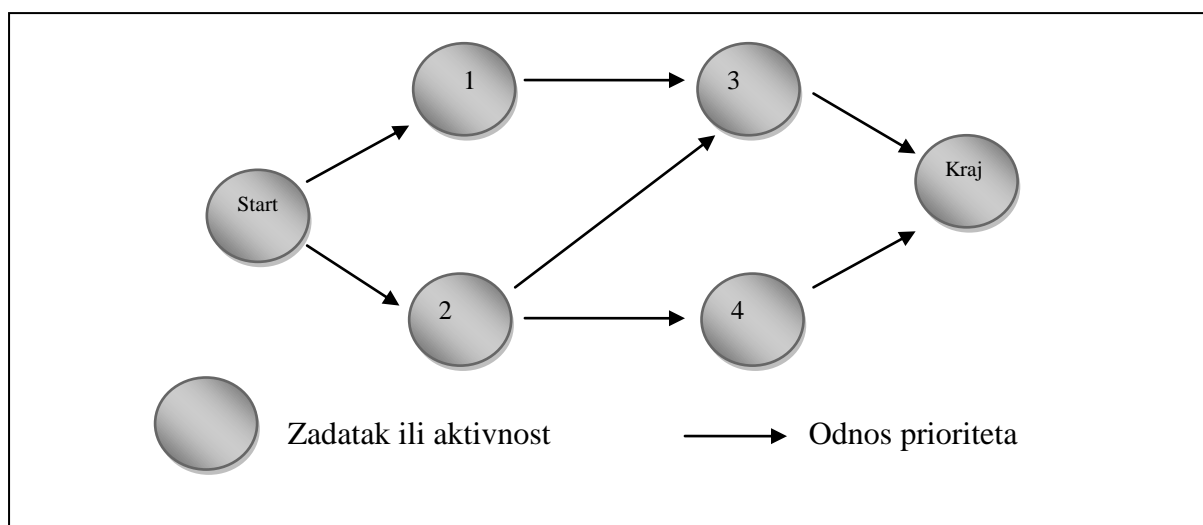 1
3
Start
Kraj
2
4
Zadatak ili aktivnost
Odnos prioriteta